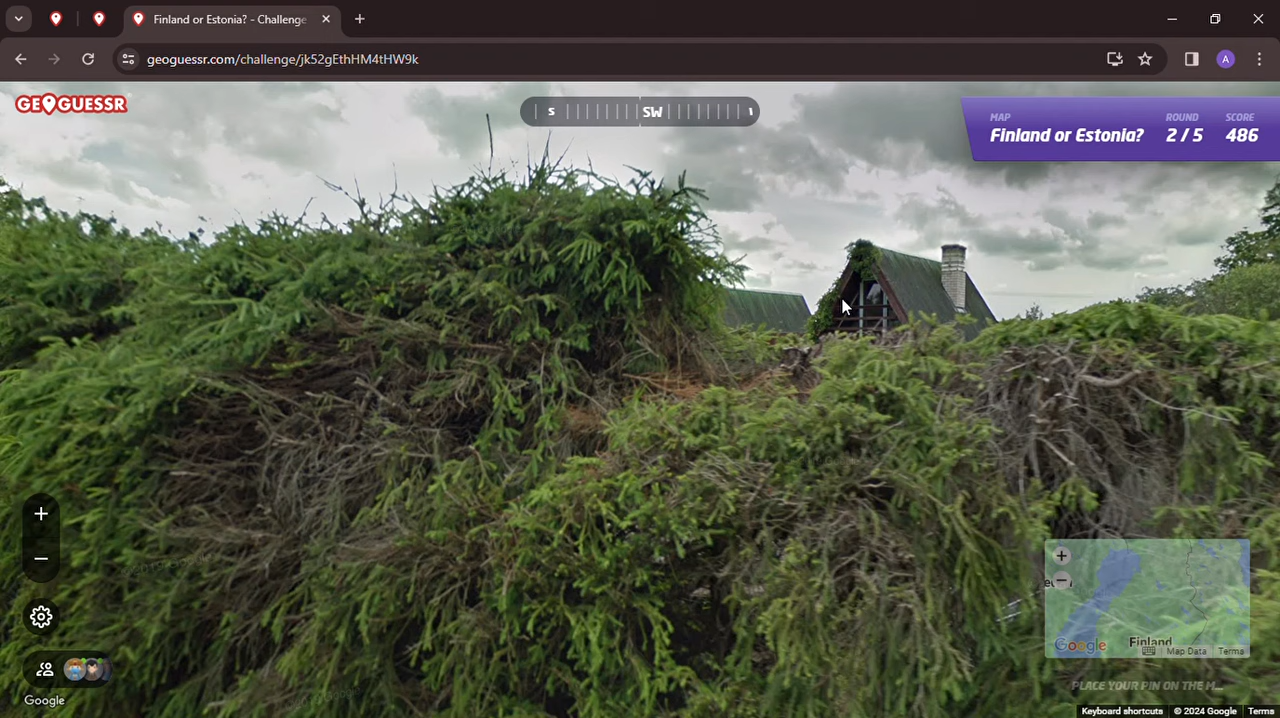 Finland or Estonia? - Challenge
geoguessr.com/challenge/jk52gEthHM4tHW9k
A
GEOGUESSR
S
SW
MAP
ROUND
SCORE
Finland or Estonia?
2 / 5
486
Finland
Google
Map Data
Terms
PLACE YOUR PIN ON THE M...
Google
Keyboard shortcuts
© 2024 Google
Terms